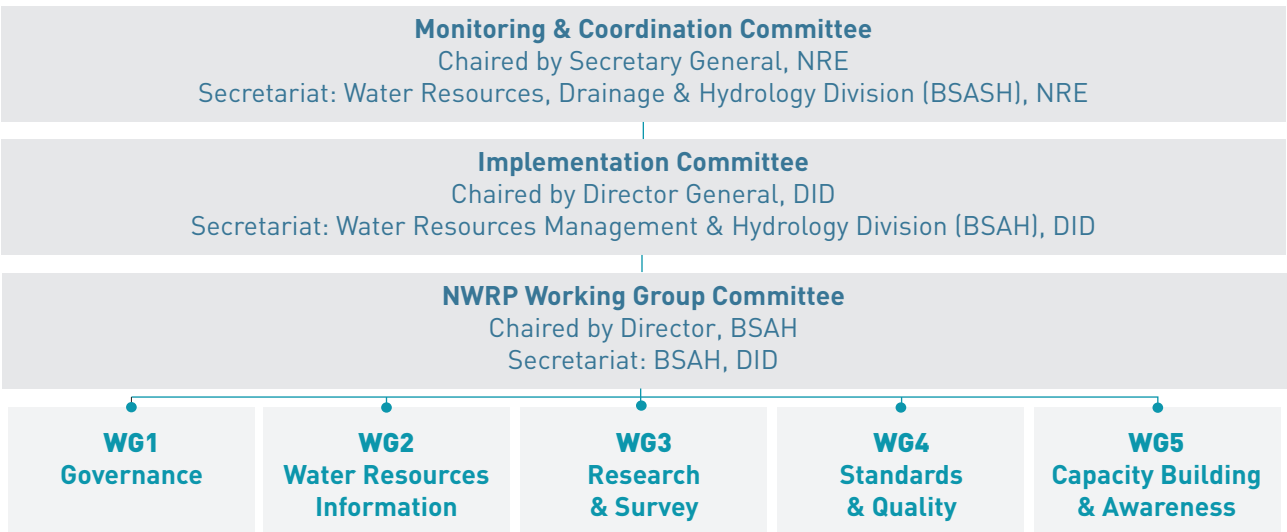 Monitoring & Coordination Committee
Chaired by Secretary General, NRE
Secretariat: Water Resources, Drainage & Hydrology Division (BSASH), NRE
Implementation Committee
Chaired by Director General, DID
Secretariat: Water Resources Management & Hydrology Division (BSAH), DID
NWRP Working Group Committee
Chaired by Director, BSAH
Secretariat: BSAH, DID
WG1
Governance
WG2
Water Resources
Information
WG3
Research
& Survey
WG4
Standards
& Quality
WG5
Capacity Building
& Awareness